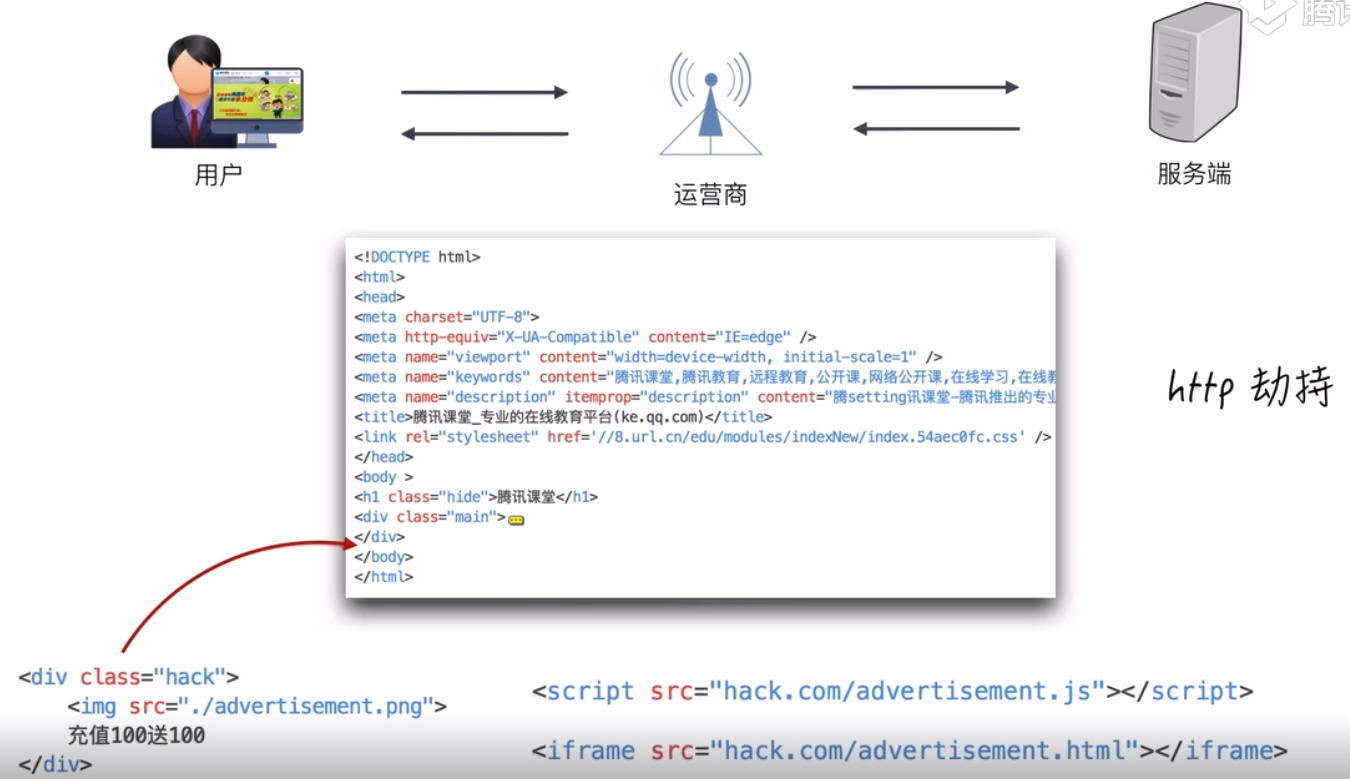 腾讯
用户
运营商
服务端
<!DOCTYPE html>
<html>
<head>
<meta charset="UTF-8">
<meta http-equiv="X-UA-Compatible" content="IE=edge" />
<meta name="viewport" content="width=device-width, initial-scale=1" />
<meta name="keywords" content="腾讯课堂,腾讯教育,远程教育,公开课,网络公开课,在线学习,在线教
<meta name="description" itemprop="description" content="腾setting讯课堂-腾讯推出的专业
<title>腾讯课堂_专业的在线教育平台(ke.qq.com)</title>
<link rel="stylesheet" href='//8.url.cn/edu/modules/indexNew/index.54aec0fc.css' />
</head>
<body >
<h1 class="hide">腾讯课堂</h1>
<div class="main">
</div>
</body>
</html>
http 劫持
<div class="hack">
<img src="./advertisement.png">
充值100送100
</div>
<script src="hack.com/advertisement.js"></script>
<iframe src="hack.com/advertisement.html"></iframe>